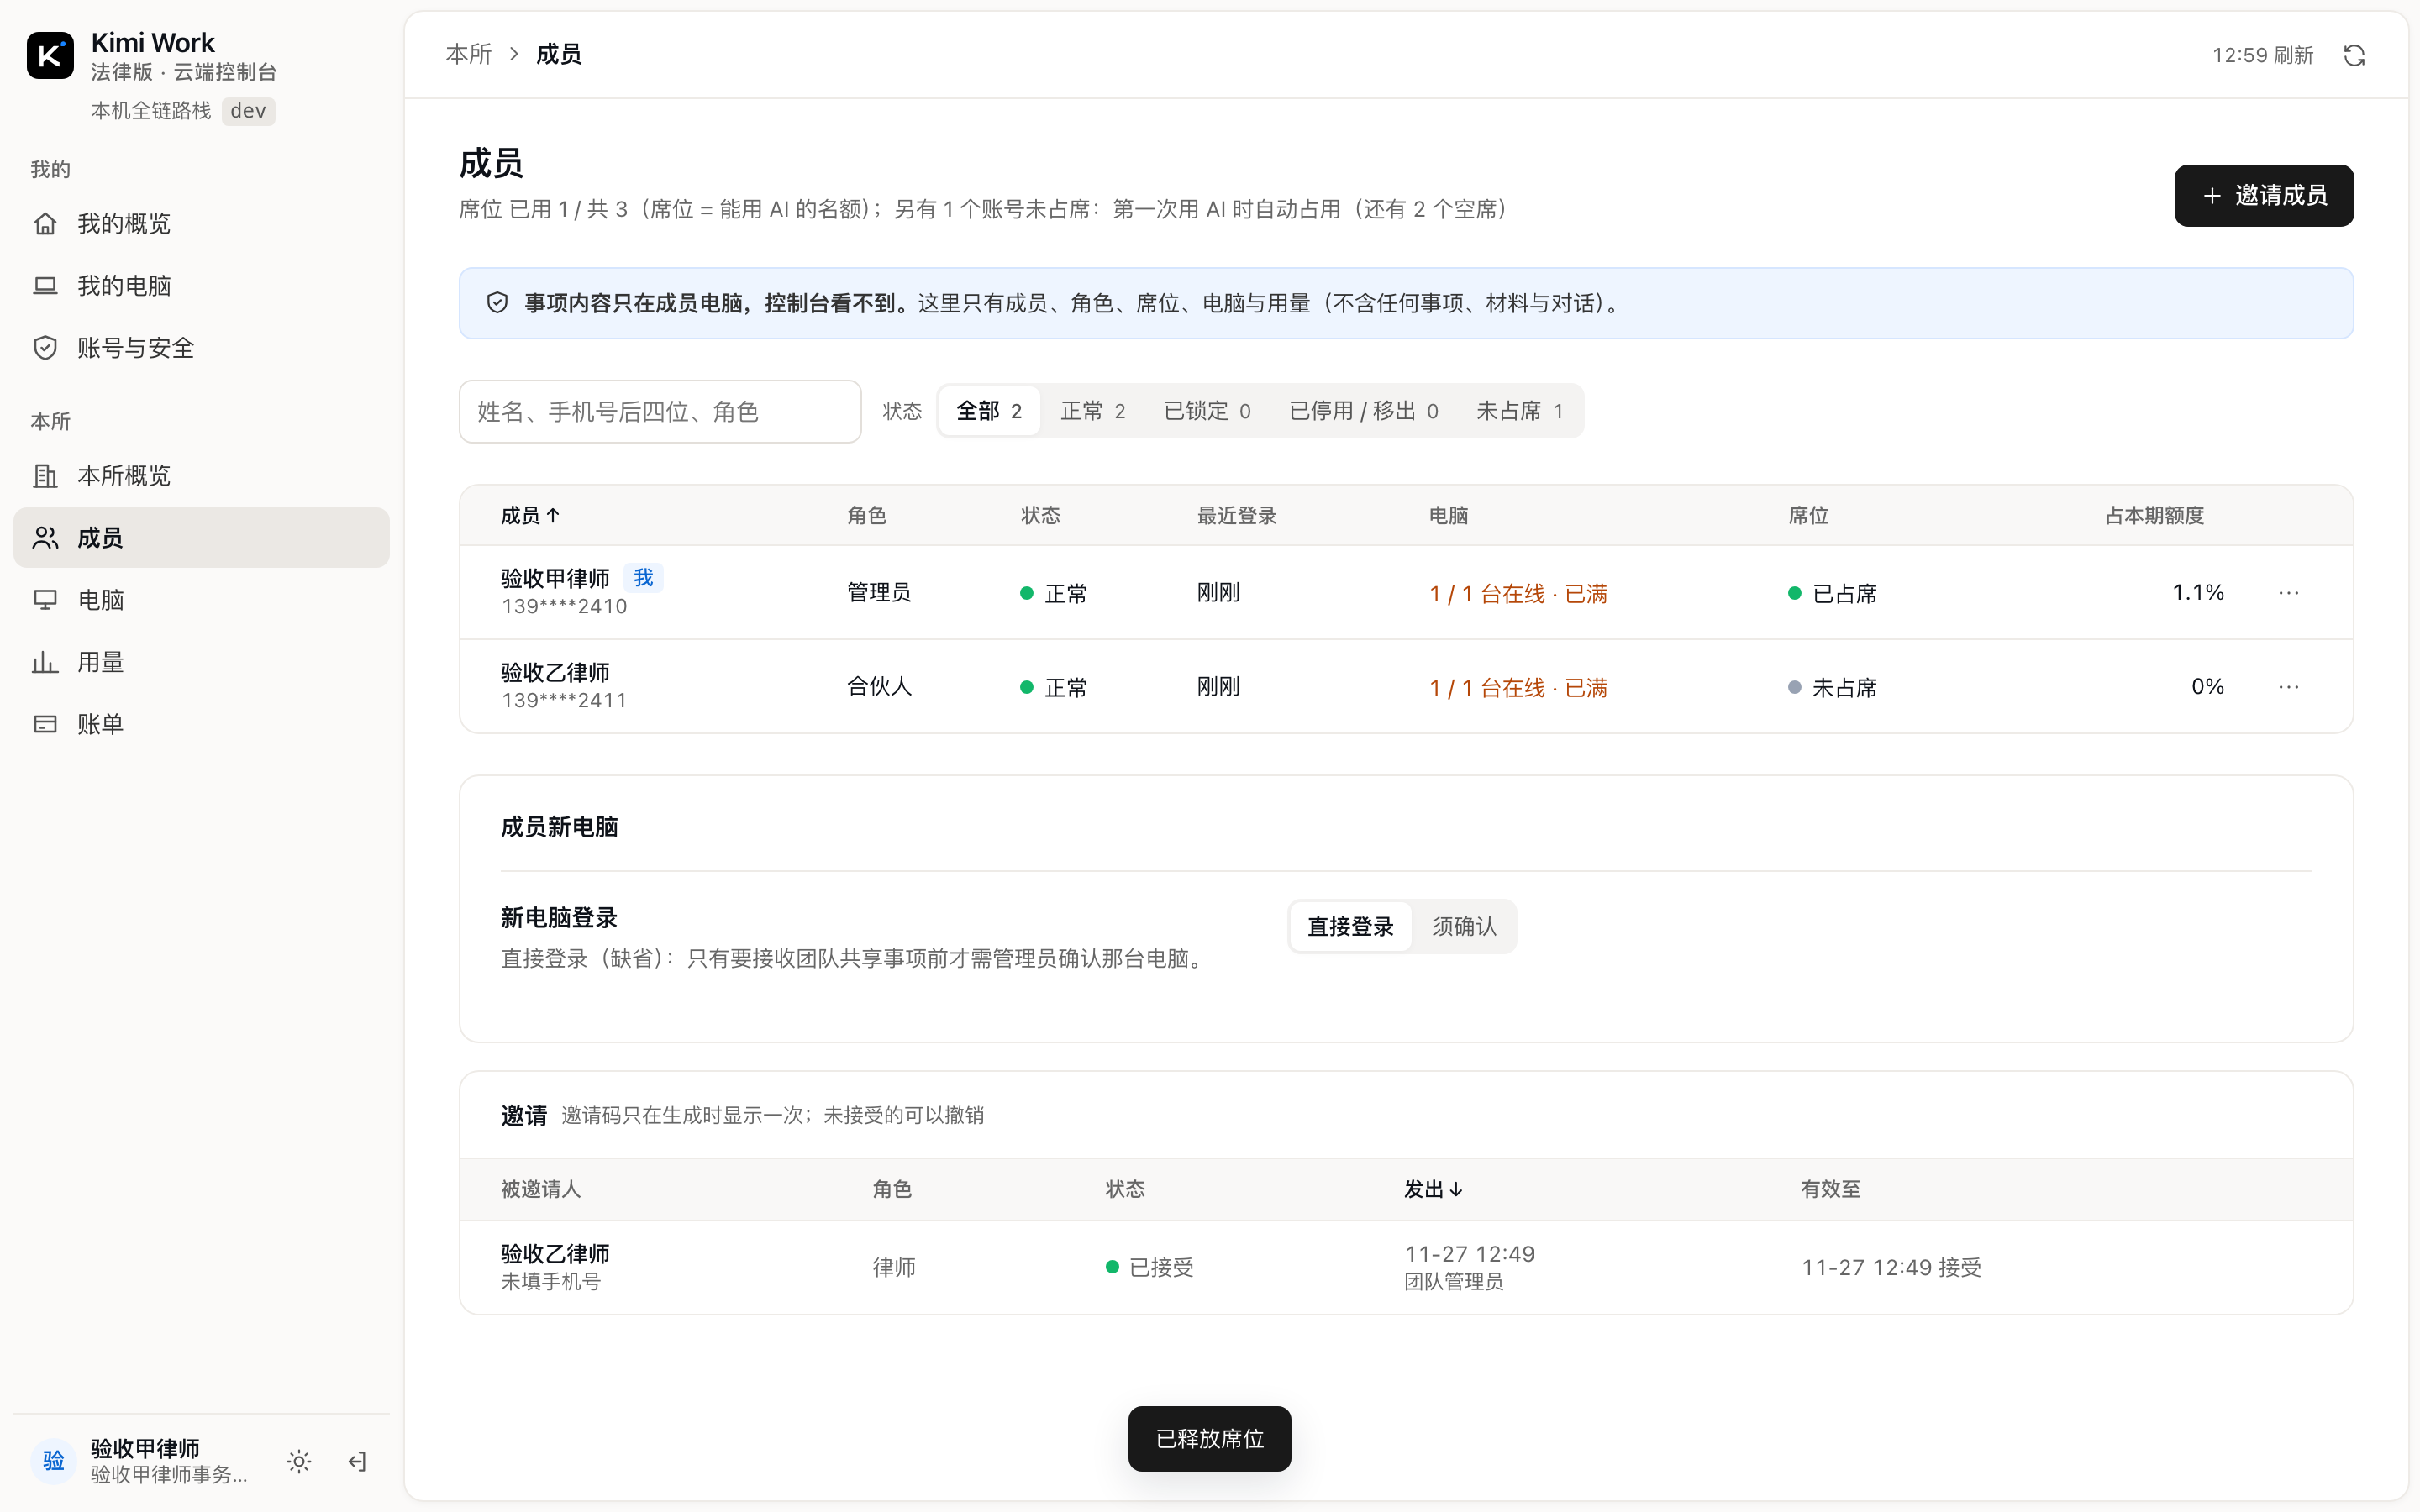 Kimi Work
法律版 · 云端控制台
本机全链路栈 dev
我的
我的概览
我的电脑
账号与安全
本所
本所概览
成员
电脑
用量
账单
验 验收甲律师
验收甲律师事务...
本所 > 成员
12:59 刷新
成员
席位 已用 1 / 共 3（席位 = 能用 AI 的名额）；另有 1 个账号未占席：第一次用 AI 时自动占用（还有 2 个空席）
+ 邀请成员
事项内容只在成员电脑，控制台看不到。这里只有成员、角色、席位、电脑与用量（不含任何事项、材料与对话）。
姓名、手机号后四位、角色 状态 全部 2 正常 2 已锁定 0 已停用 / 移出 0 未占席 1
成员 ↑ 角色 状态 最近登录 电脑 席位 占本期额度
验收甲律师 我
139****2410
管理员 正常 刚刚 1 / 1 台在线 · 已满 已占席 1.1% ···
验收乙律师
139****2411
合伙人 正常 刚刚 1 / 1 台在线 · 已满 未占席 0% ···
成员新电脑
新电脑登录
直接登录（缺省）：只有要接收团队共享事项前才需管理员确认那台电脑。
直接登录 须确认
邀请 邀请码只在生成时显示一次；未接受的可以撤销
被邀请人 角色 状态 发出 ↓ 有效至
验收乙律师
未填手机号
律师 已接受
11-27 12:49
团队管理员
11-27 12:49 接受
已释放席位